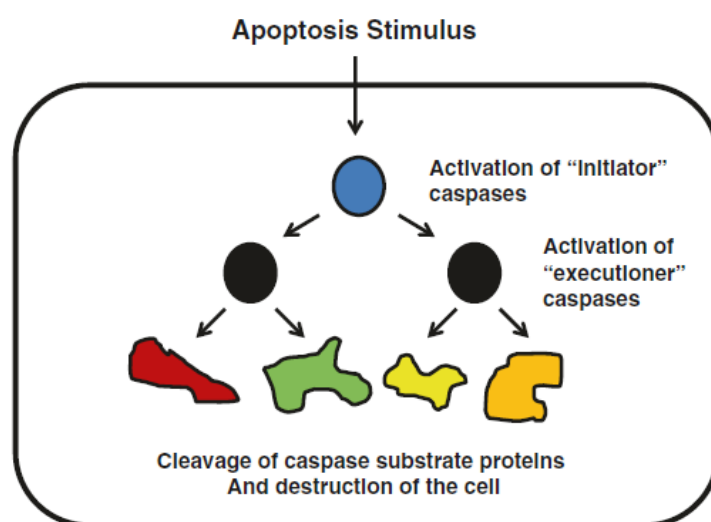 Apoptosis Stimulus
Activation of “initiator”
caspases
Activation of
“executioner”
caspases
Cleavage of caspase substrate proteins
And destruction of the cell